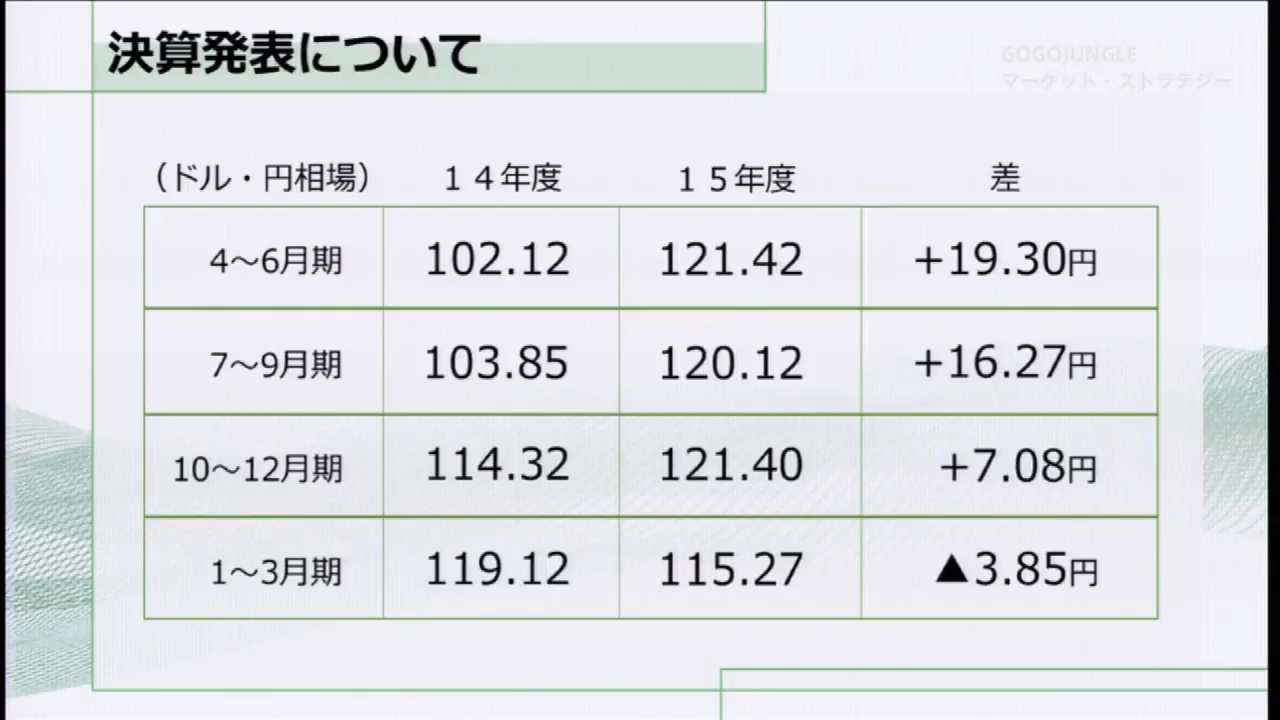 決算発表について
GOGOJUNGLE
マーケット・ストラテジー
（ドル・円相場） １４年度 １５年度 差
4～6月期 102.12 121.42 +19.30円
7～9月期 103.85 120.12 +16.27円
10～12月期 114.32 121.40 +7.08円
1～3月期 119.12 115.27 ▲3.85円